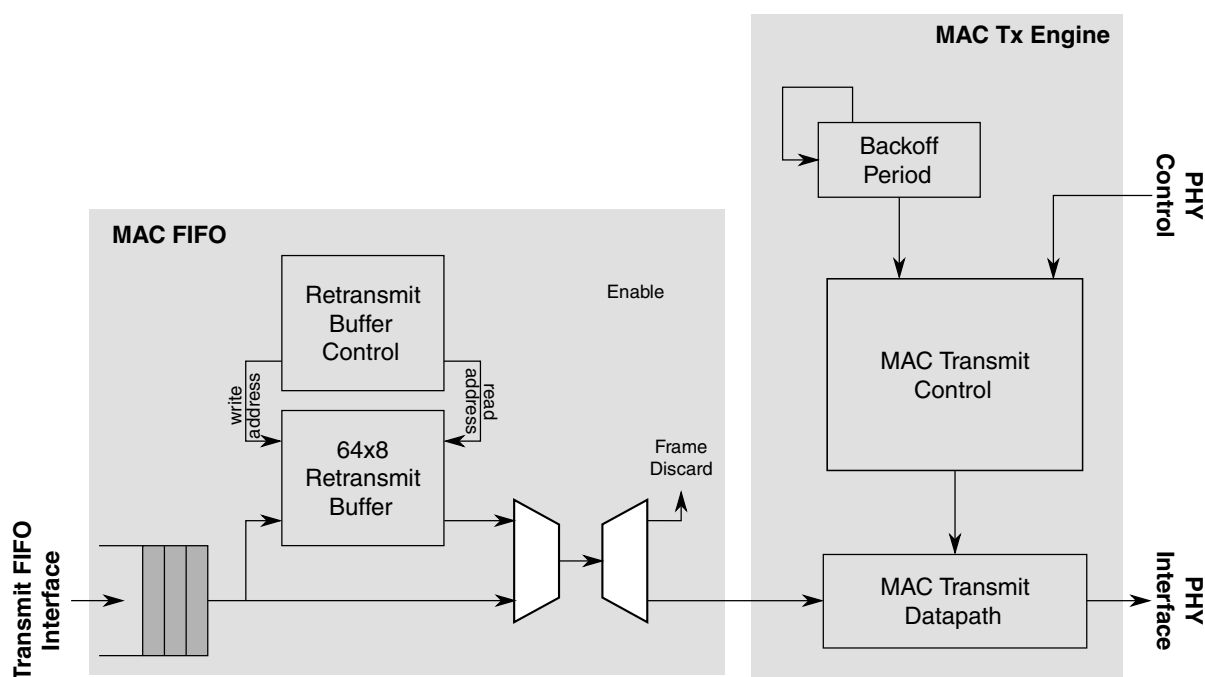 MAC Tx Engine
Backoff
Period
PHY
Control
MAC FIFO
Retransmit
Buffer
Control
Enable
MAC Transmit
Control
write
address
read
address
64x8
Retransmit
Buffer
Frame
Discard
Transmit FIFO
Interface
MAC Transmit
Datapath
PHY
Interface